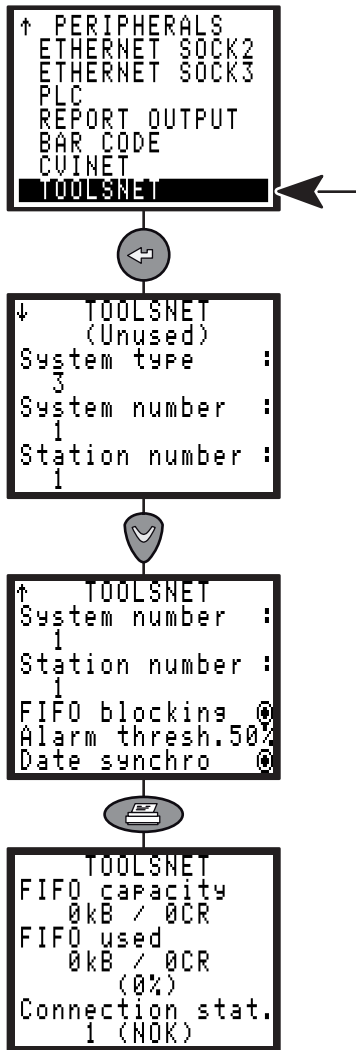 ↑ PERIPHERALS
ETHERNET SOCK2
ETHERNET SOCK3
PLC
REPORT OUTPUT
BAR CODE
CVINET
TOOLSNET
↓ TOOLSNET
(Unused)
System type :
3
System number :
1
Station number :
1
↑ TOOLSNET
System number :
1
Station number :
1
FIFO blocking
Alarm thresh.50%
Date synchro
TOOLSNET
FIFO capacity
0kB / 0CR
FIFO used
0kB / 0CR
(0%)
Connection stat.
1 (NOK)